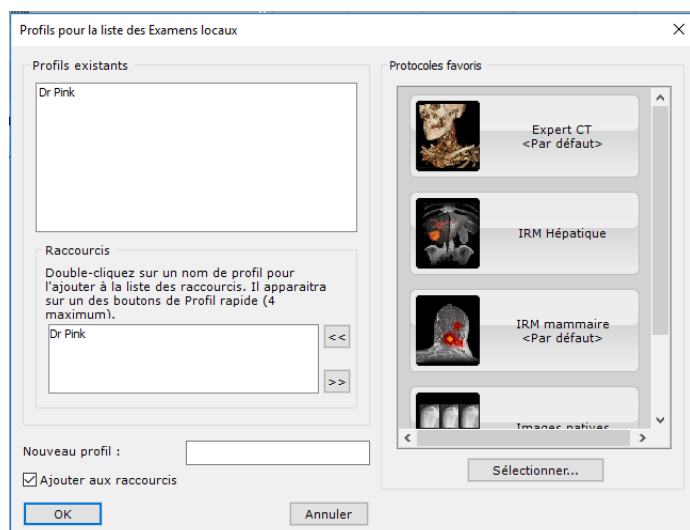 Profils pour la liste des Examens locaux
Profils existants
Dr Pink
Raccourcis
Double-cliquez sur un nom de profil pour
l'ajouter à la liste des raccourcis. Il apparaitra
sur un des boutons de Profil rapide (4
maximum).
Dr Pink
<<
>>
Nouveau profil :
Ajouter aux raccourcis
OK
Annuler
Protocoles favoris
Expert CT
<Par défaut>
IRM Hépatique
IRM mammaire
<Par défaut>
Images natives
Sélectionner...